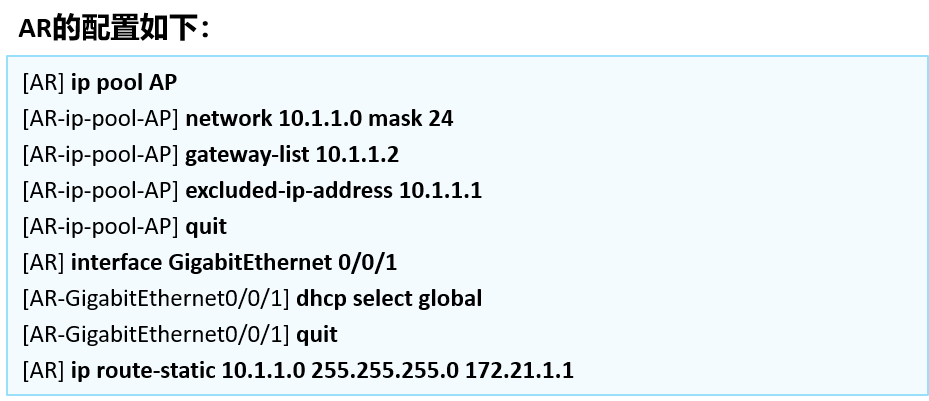 AR的配置如下：
[AR] ip pool AP
[AR-ip-pool-AP] network 10.1.1.0 mask 24
[AR-ip-pool-AP] gateway-list 10.1.1.2
[AR-ip-pool-AP] excluded-ip-address 10.1.1.1
[AR-ip-pool-AP] quit
[AR] interface GigabitEthernet 0/0/1
[AR-GigabitEthernet0/0/1] dhcp select global
[AR-GigabitEthernet0/0/1] quit
[AR] ip route-static 10.1.1.0 255.255.255.0 172.21.1.1